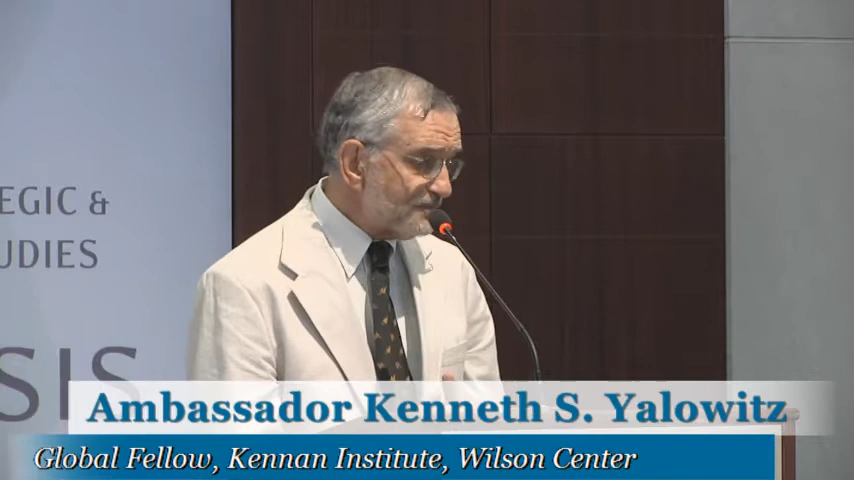 EGIC &
UDIES
SIS
Ambassador Kenneth S. Yalowitz
Global Fellow, Kennan Institute, Wilson Center